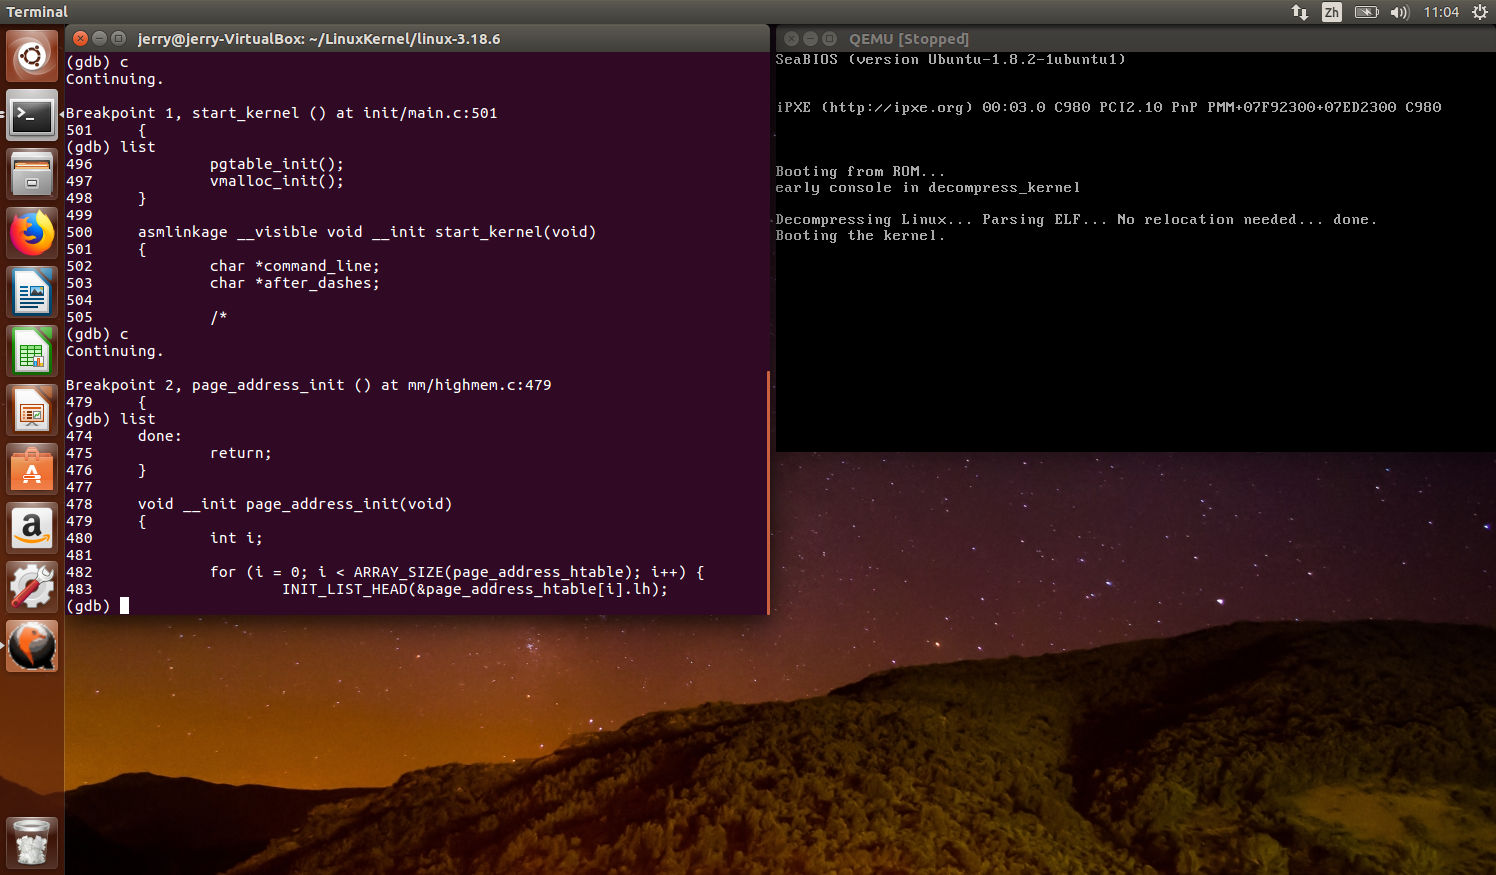 Terminal
Zh
11:04
jerry@jerry-VirtualBox: ~/LinuxKernel/linux-3.18.6
(gdb) c
Continuing.
Breakpoint 1, start_kernel () at init/main.c:501
501     {
(gdb) list
496             pgtable_init();
497             vmalloc_init();
498     }
499
500     asmlinkage __visible void __init start_kernel(void)
501     {
502             char *command_line;
503             char *after_dashes;
504
505             /*
(gdb) c
Continuing.
Breakpoint 2, page_address_init () at mm/highmem.c:479
479     {
(gdb) list
474     done:
475             return;
476     }
477
478     void __init page_address_init(void)
479     {
480             int i;
481
482             for (i = 0; i < ARRAY_SIZE(page_address_htable); i++) {
483                     INIT_LIST_HEAD(&page_address_htable[i].lh);
(gdb)
QEMU [Stopped]
SeaBIOS (version Ubuntu-1.8.2-1ubuntu1)
iPXE (http://ipxe.org) 00:03.0 C980 PCI2.10 PnP PMM+07F92300+07ED2300 C980
Booting from ROM...
early console in decompress_kernel
Decompressing Linux... Parsing ELF... No relocation needed... done.
Booting the kernel.